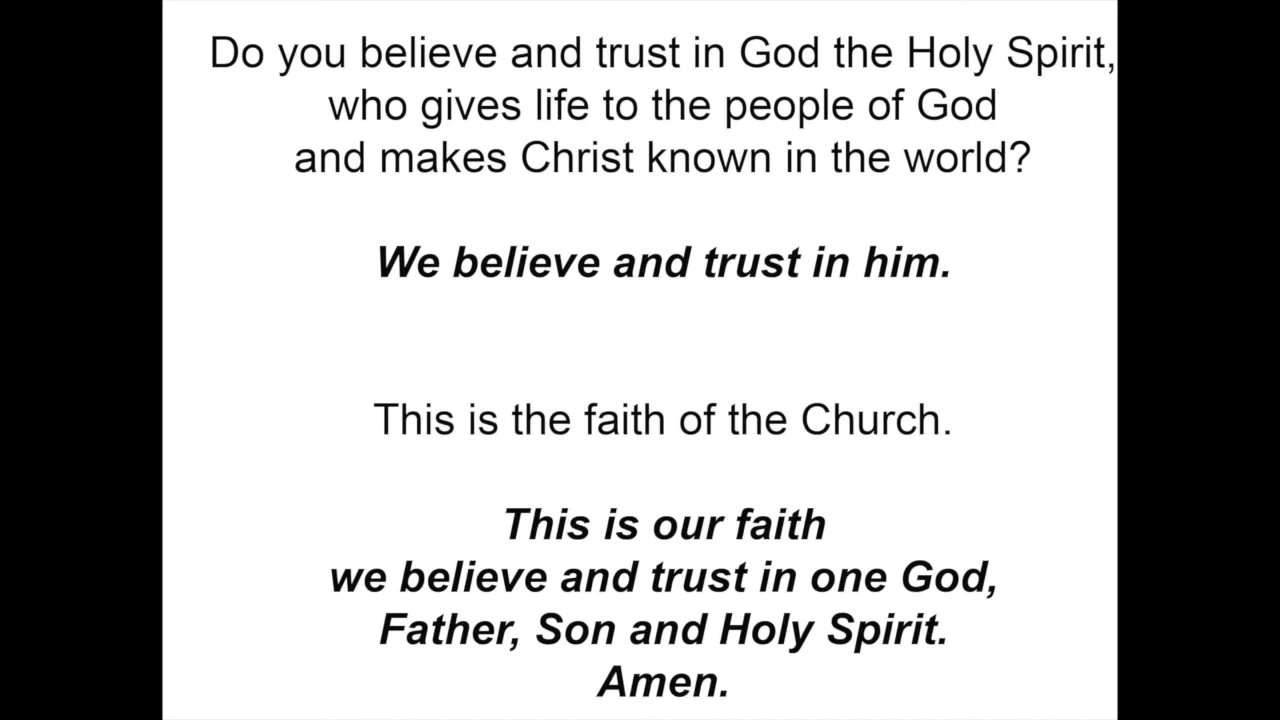 Do you believe and trust in God the Holy Spirit,
who gives life to the people of God
and makes Christ known in the world?
We believe and trust in him.
This is the faith of the Church.
This is our faith
we believe and trust in one God,
Father, Son and Holy Spirit.
Amen.